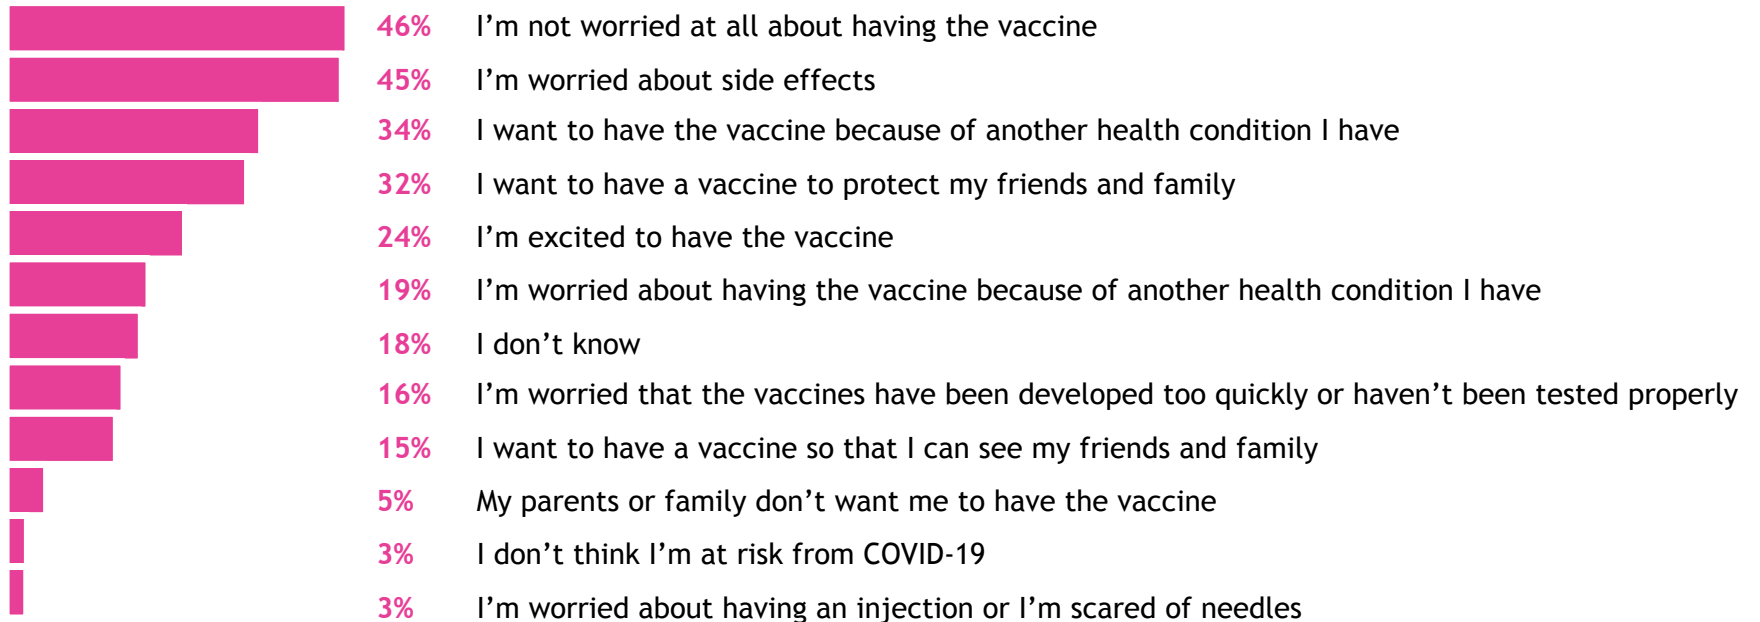 46% I’m not worried at all about having the vaccine
45% I’m worried about side effects
34% I want to have the vaccine because of another health condition I have
32% I want to have a vaccine to protect my friends and family
24% I’m excited to have the vaccine
19% I’m worried about having the vaccine because of another health condition I have
18% I don’t know
16% I’m worried that the vaccines have been developed too quickly or haven’t been tested properly
15% I want to have a vaccine so that I can see my friends and family
5% My parents or family don’t want me to have the vaccine
3% I don’t think I’m at risk from COVID-19
3% I’m worried about having an injection or I’m scared of needles